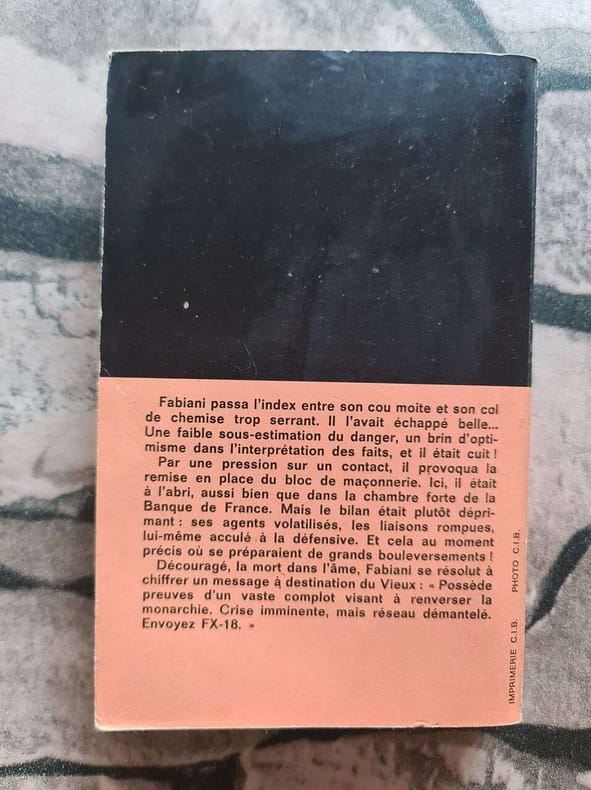 Fabiani passa l'index entre son cou moite et son col
de chemise trop serrant. Il l'avait échappé belle...
Une faible sous-estimation du danger, un brin d'opti-
misme dans l'interprétation des faits, et il était cuit !
Par une pression sur un contact, il provoqua la
remise en place du bloc de maçonnerie. Ici, il était
à l'abri, aussi bien que dans la chambre forte de la
Banque de France. Mais le bilan était plutôt dépri-
mant : ses agents volatilisés, les liaisons rompues,
lui-même acculé à la défensive. Et cela au moment
précis où se préparaient de grands bouleversements !
Découragé, la mort dans l'âme, Fabiani se résolut à
chiffrer un message à destination du Vieux : « Possède
preuves d'un vaste complot visant à renverser la
monarchie. Crise imminente, mais réseau démantelé.
Envoyez FX-18. »
IMPRIMERIE C.I.B. PHOTO C.I.B.